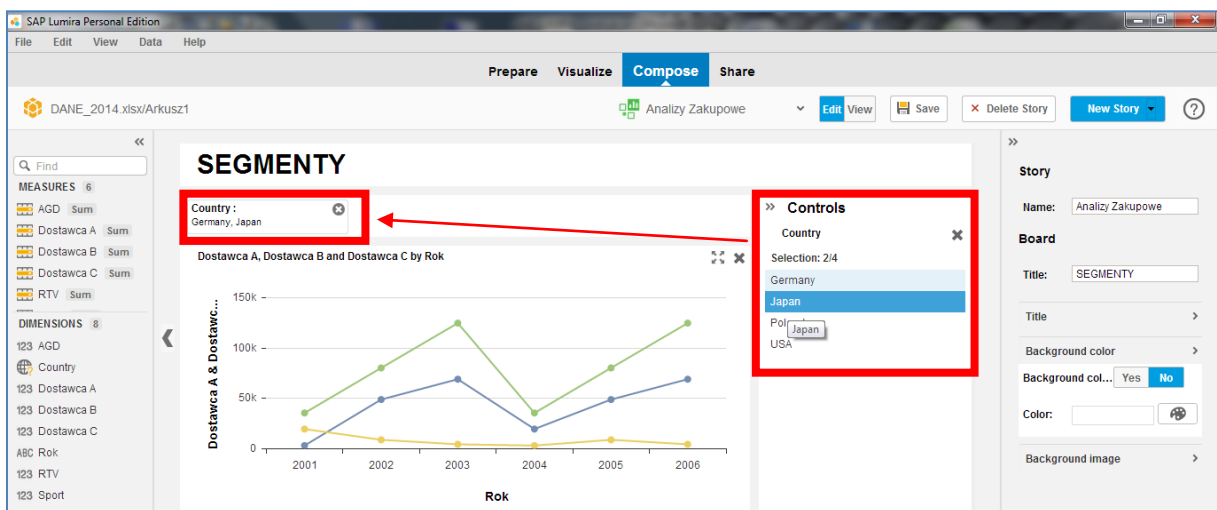 SAP Lumira Personal Edition
File Edit View Data Help
Prepare Visualize Compose Share
DANE_2014.xlsx/Arkusz1
Analizy Zakupowe
Edit View
Save
× Delete Story
New Story
?
«
Find
MEASURES 6
AGD Sum
Dostawca A Sum
Dostawca B Sum
Dostawca C Sum
RTV Sum
DIMENSIONS 8
123 AGD
Country
123 Dostawca A
123 Dostawca B
123 Dostawca C
ABC Rok
123 RTV
123 Sport
SEGMENTY
Country :
Germany, Japan
Dostawca A, Dostawca B and Dostawca C by Rok
Dostawca A & Dostawc...
150k
100k
50k
0
2001 2002 2003 2004 2005 2006
Rok
» Controls
Country
Selection: 2/4
Germany
Japan
Japan
USA
»
Story
Name: Analizy Zakupowe
Board
Title: SEGMENTY
Title >
Background color >
Background col... Yes No
Color:
Background image >